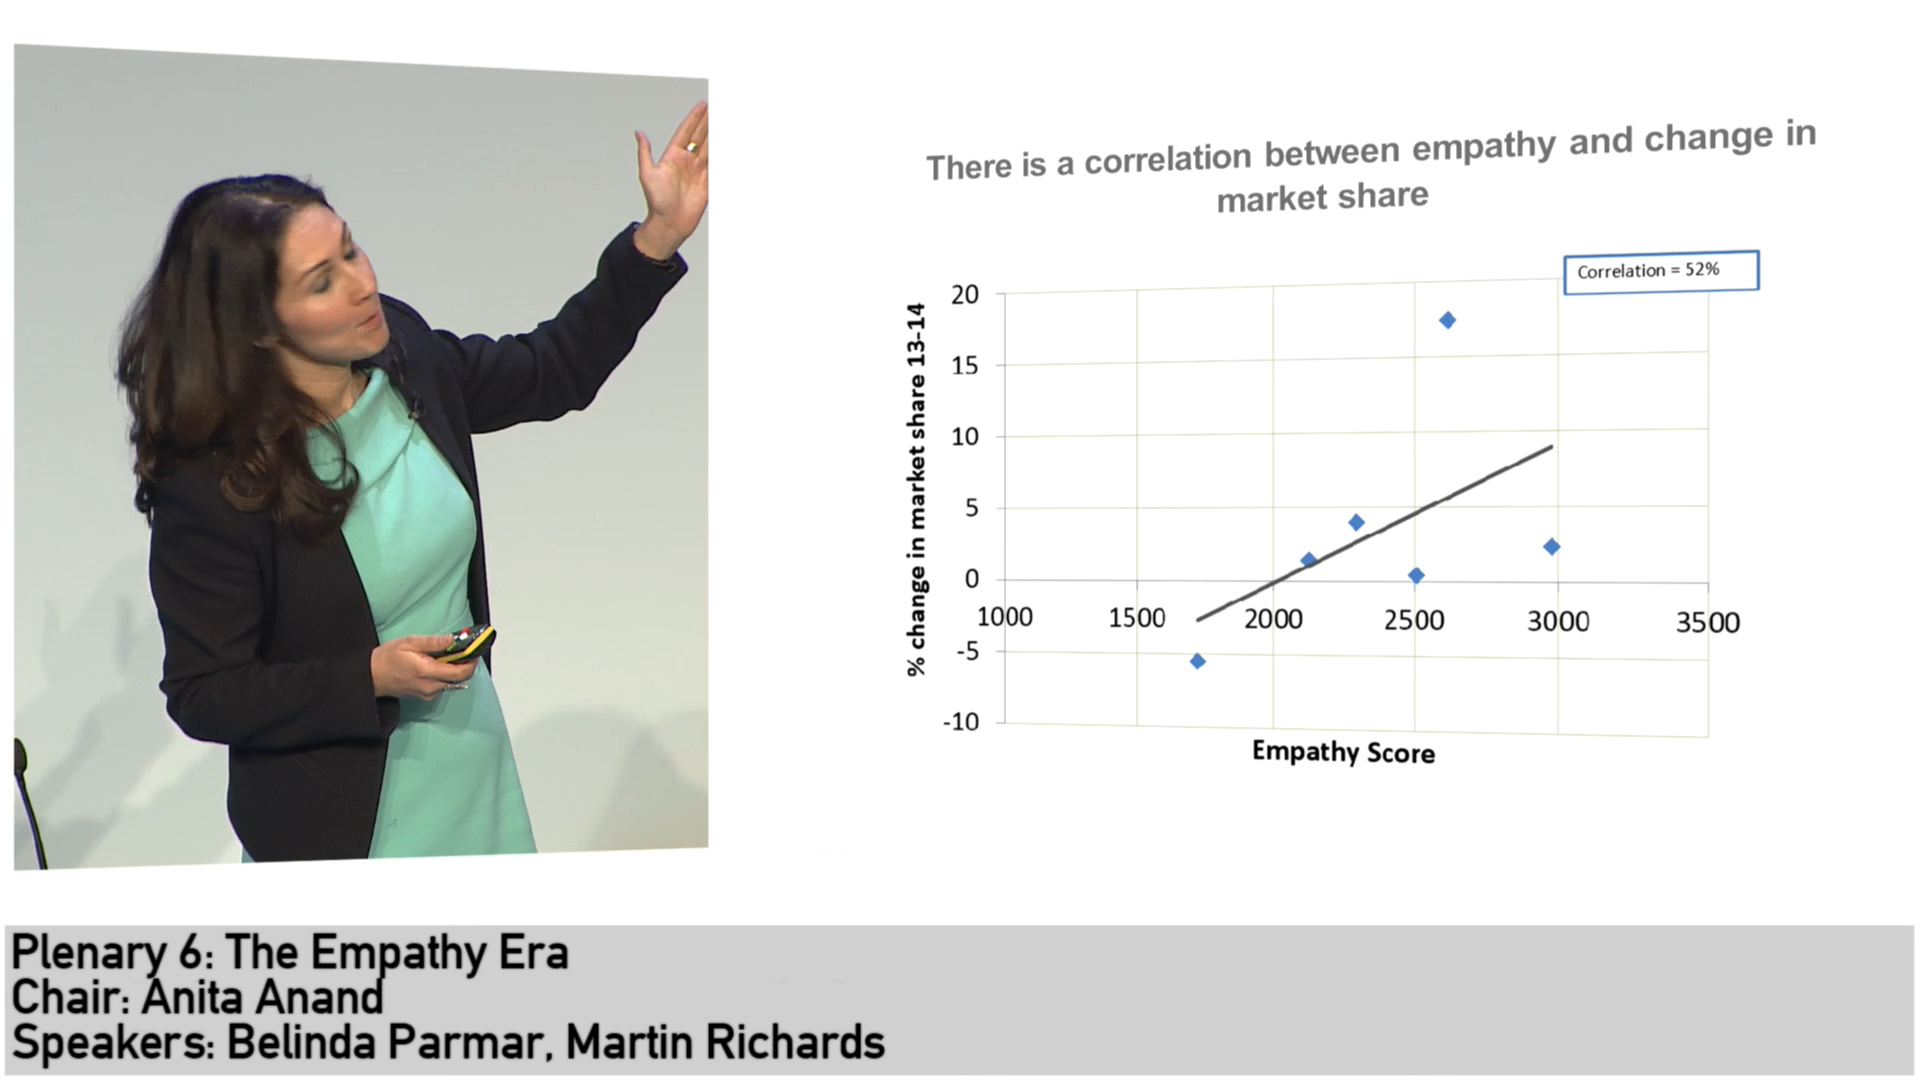 There is a correlation between empathy and change in
market share
Correlation = 52%
% change in market share 13-14
20
15
10
5
0
-5
-10
1000 1500 2000 2500 3000 3500
Empathy Score
Plenary 6: The Empathy Era
Chair: Anita Anand
Speakers: Belinda Parmar, Martin Richards